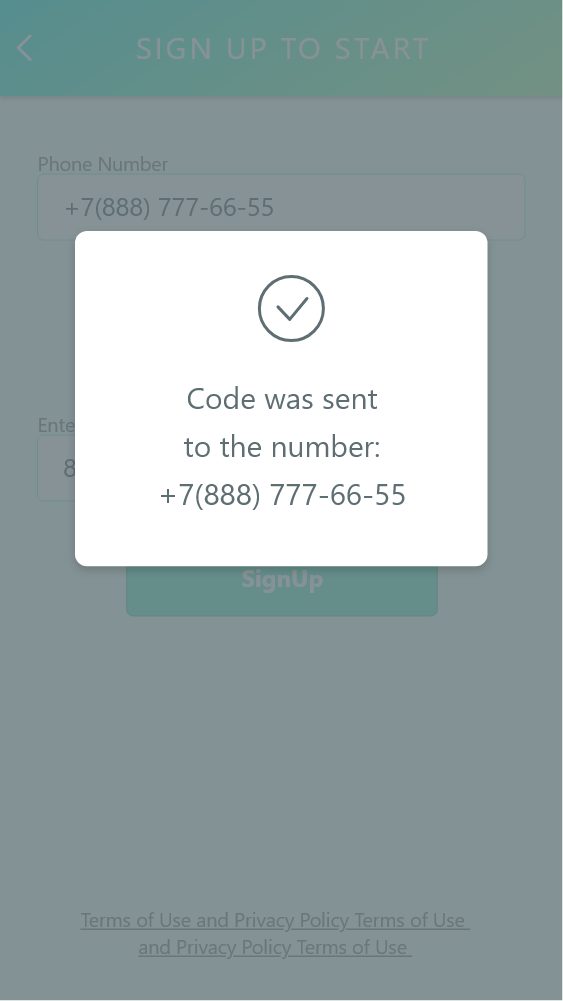 SIGN UP TO START
Phone Number
+7(888) 777-66-55
Code was sent
to the number:
+7(888) 777-66-55
Ente
8
SignUp
Terms of Use and Privacy Policy Terms of Use
and Privacy Policy Terms of Use